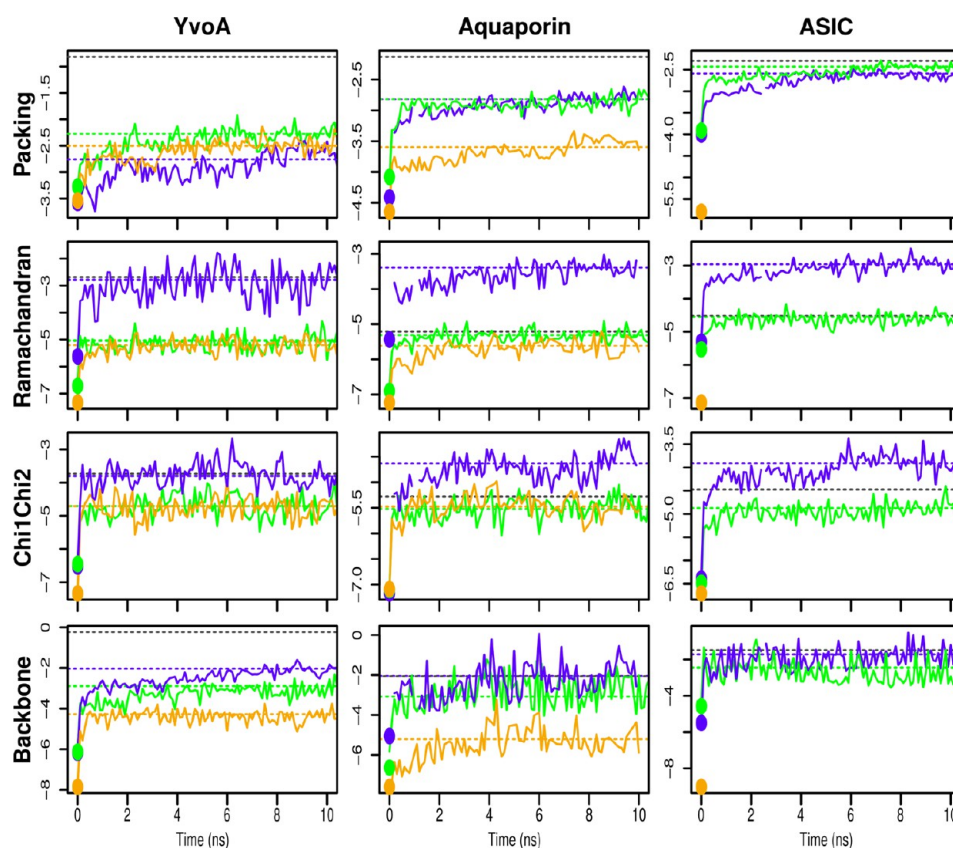 YvoA Aquaporin ASIC
Packing
-1.5 -2.5 -3.5
-2.5 -3.5 -4.5
-2.5 -4.0 -5.5
Ramachandran
-3 -5 -7
-3 -5 -7
-3 -5 -7
Chi1Chi2
-3 -5 -7
-5.5 -7.0
-3.5 -5.0 -6.5
Backbone
0 -2 -4 -6 -8
0 -2 -4 -6
-4 -8
0 2 4 6 8 10
0 2 4 6 8 10
0 2 4 6 8 10
Time (ns) Time (ns) Time (ns)